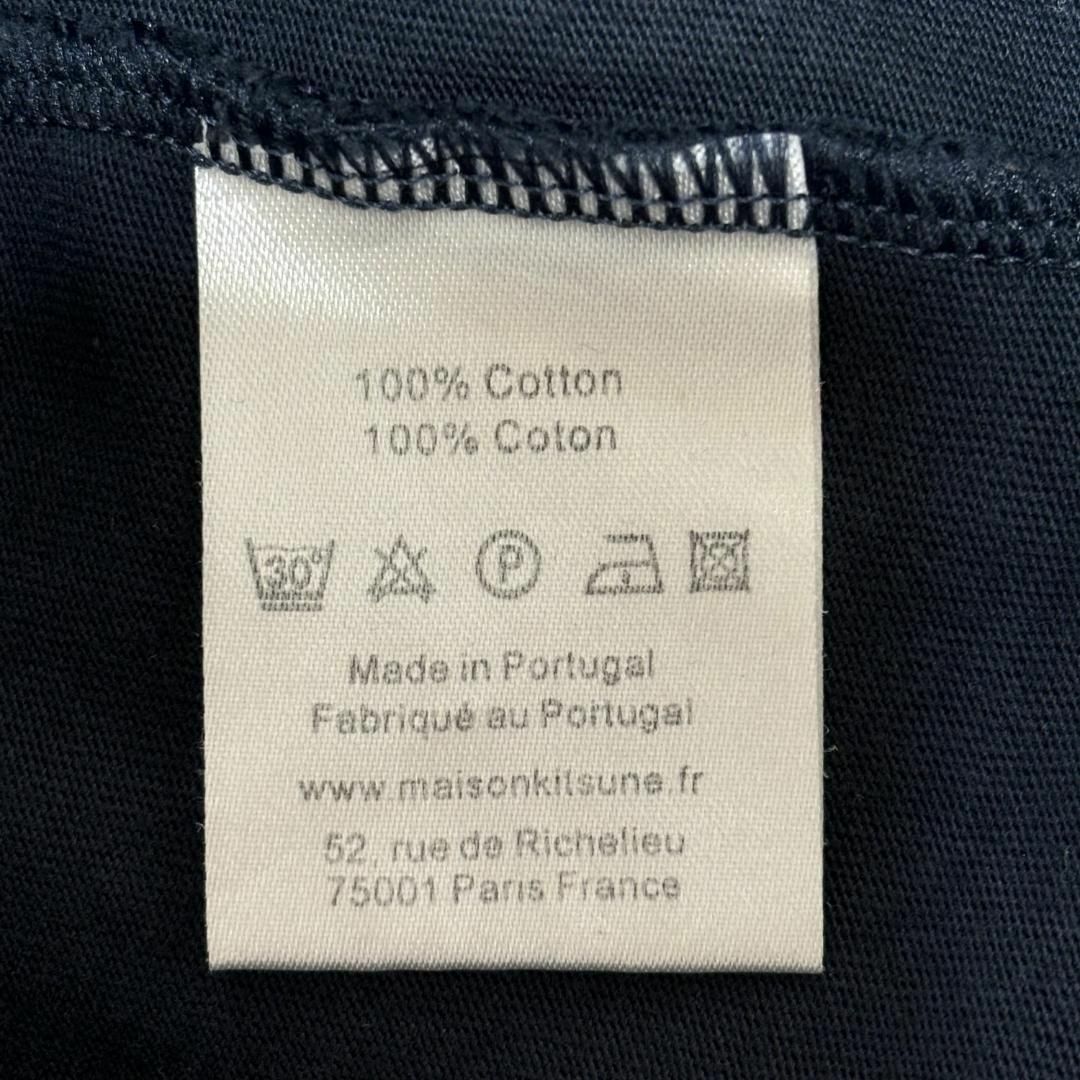 100% Cotton
100% Coton
30°
P
Made in Portugal
Fabriqué au Portugal
www.maisonkitsune.fr
52, rue de Richelieu
75001 Paris France